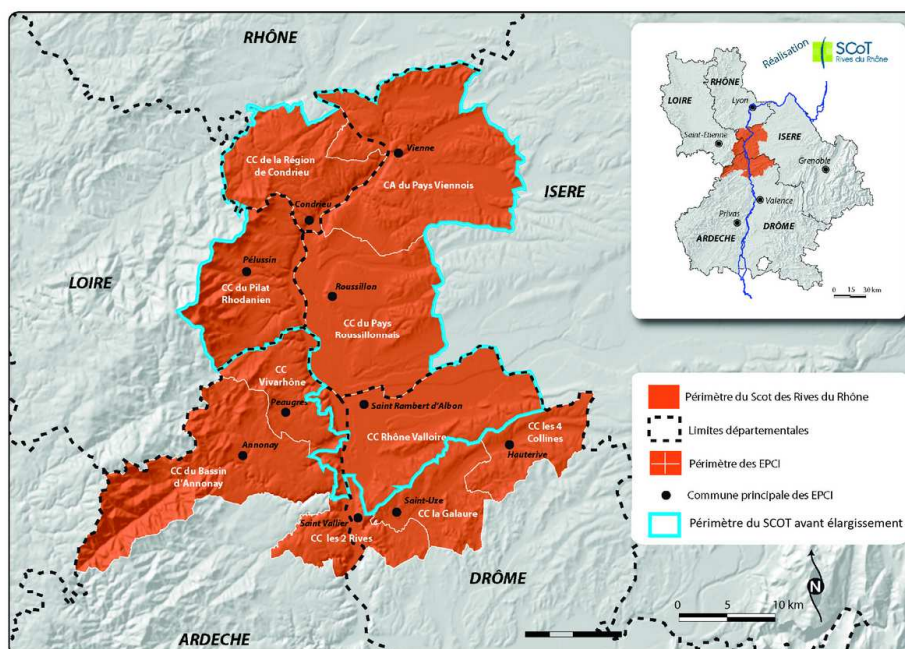 RHÔNE
CC de la Région
de Condrieu
Vienne
CA du Pays Viennois
ISERE
Condrieu
LOIRE
Pélussin
CC du Pilat
Rhodanien
Roussillon
CC du Pays
Roussillonnais
CC
Vivarhône
Peaugres
Saint Rambert d'Albon
CC Rhône Valloire
CC les 4
Collines
Hauterive
Annonay
CC du Bassin
d'Annonay
Saint-Uze
CC la Galaure
Saint Vallier
CC les 2 Rives
DRÔME
ARDECHE
Réalisation
SCoT
Rives du Rhône
RHÔNE
LOIRE
Lyon
ISERE
Saint-Etienne
Grenoble
Valence
Privas
ARDECHE
DRÔME
0 15 30 km
Périmètre du Scot des Rives du Rhône
Limites départementales
Périmètre des EPCI
Commune principale des EPCI
Périmètre du SCOT avant élargissement
N
0 5 10 km